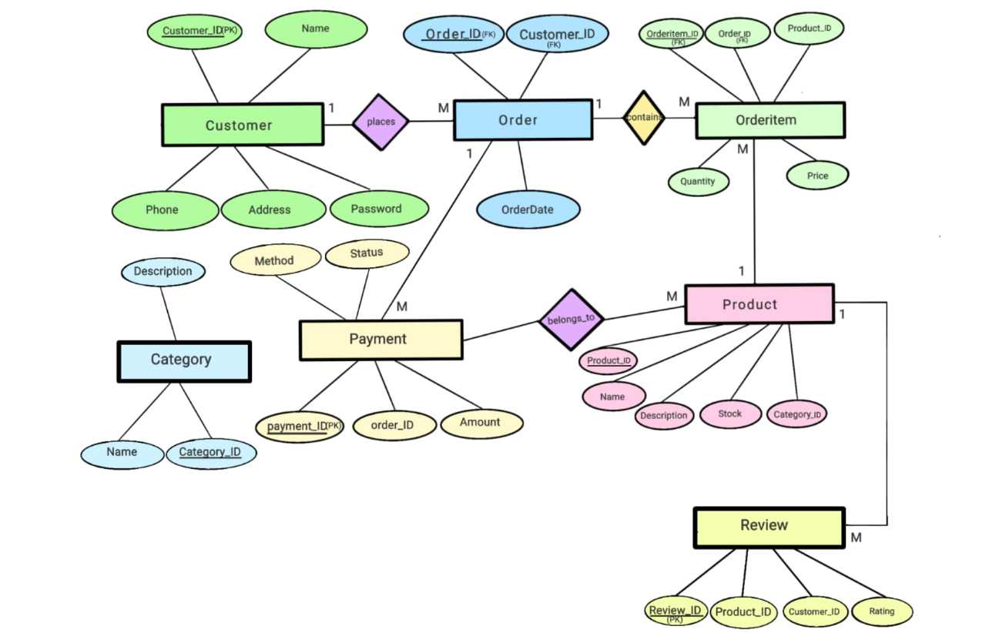 Customer_ID(PK)
Name
Order_ID(FK)
Customer_ID
(FK)
Orderitem_ID
(FK)
Order_ID
(FK)
Product_ID
Customer
1
places
M
Order
1
contains
M
Orderitem
1
M
Quantity
Price
Phone
Address
Password
OrderDate
Description
Method
Status
1
M
M
Product
1
belongs_to
Category
Payment
Product_ID
Name
Description
Stock
Category_ID
payment_ID(PK)
order_ID
Amount
Name
Category_ID
Review
M
Review_ID
(PK)
Product_ID
Customer_ID
Rating